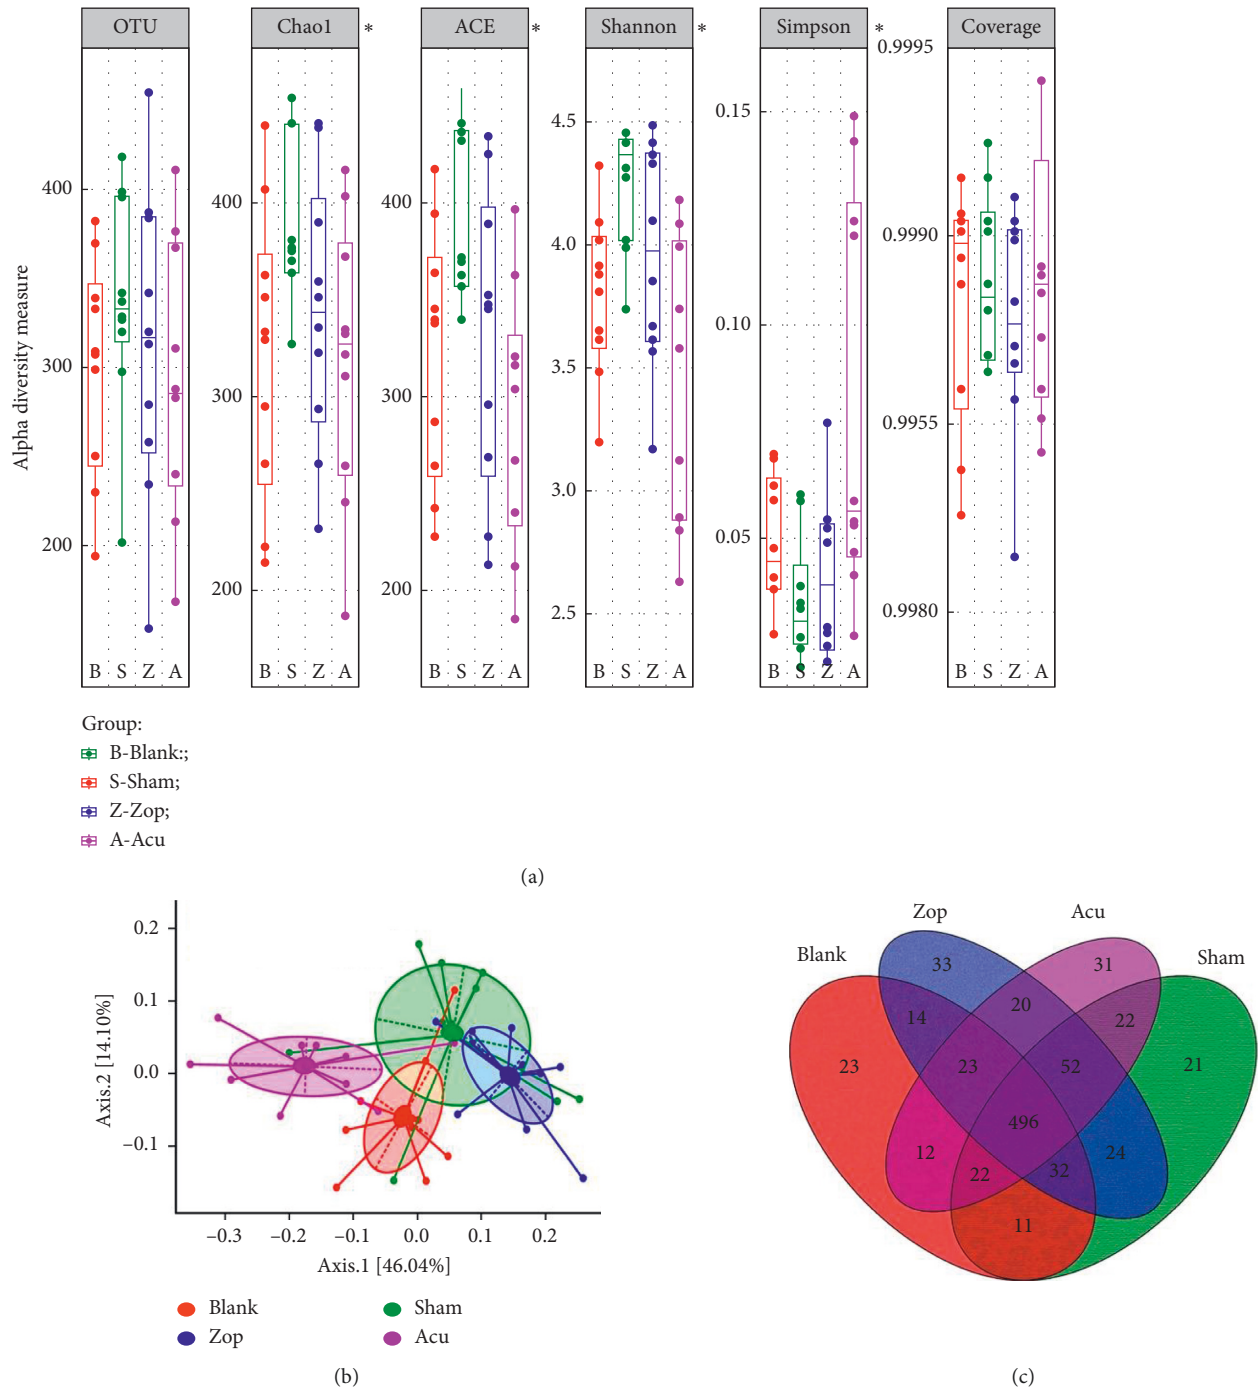 OTU Chao1 * ACE * Shannon * Simpson * Coverage
Alpha diversity measure
400
300
200
400
300
200
400
300
200
4.5
4.0
3.5
3.0
2.5
0.15
0.10
0.05
0.9995
0.9990
0.9955
0.9980
B S Z A B S Z A B S Z A B S Z A B S Z A B S Z A
Group:
B-Blank:;
S-Sham;
Z-Zop;
A-Acu
(a)
Axis.2 [14.10%]
0.2
0.1
0.0
−0.1
−0.3 −0.2 −0.1 0.0 0.1 0.2
Axis.1 [46.04%]
Blank Sham
Zop Acu
(b)
Zop Acu
Blank Sham
33 31
14 20 22
23 23 52 21
496
12 22 32 24
11
(c)